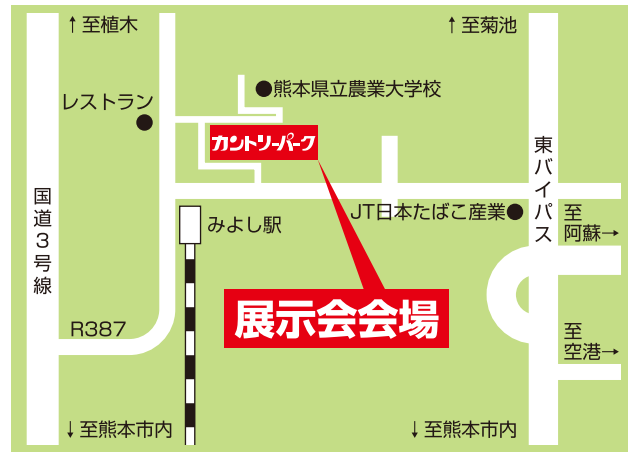 ↑至植木
↑至菊池
●熊本県立農業大学校
レストラン
●
カントリーパーク
東バイパス
国道3号線
JT日本たばこ産業●
至
阿蘇→
みよし駅
展示会会場
R387
至
空港→
↓至熊本市内
↓至熊本市内